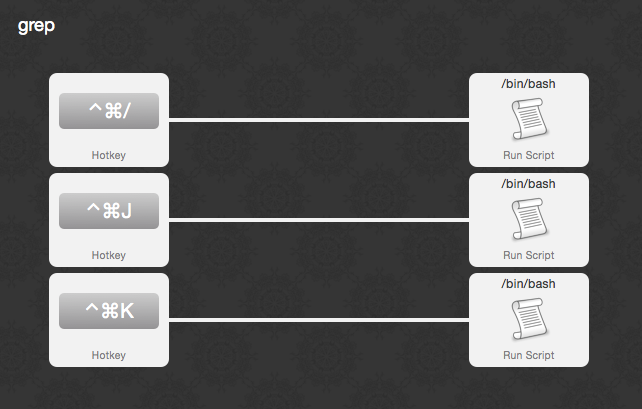 grep
^⌘/
/bin/bash
Hotkey
Run Script
^⌘J
/bin/bash
Hotkey
Run Script
^⌘K
/bin/bash
Hotkey
Run Script